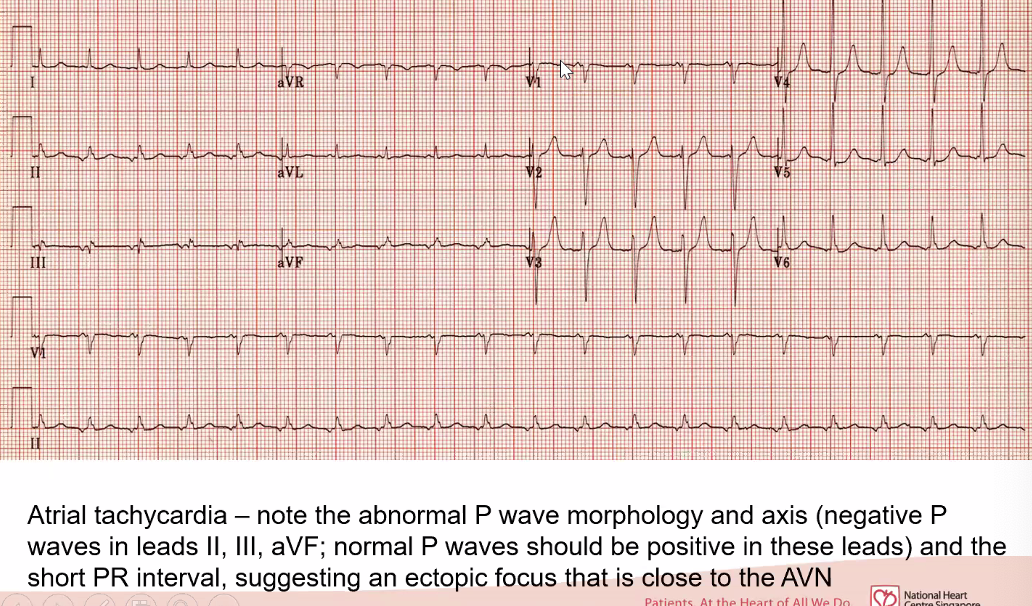 I aVR V1 V4
II aVL V2 V5
III aVF V3 V6
V1
II
Atrial tachycardia – note the abnormal P wave morphology and axis (negative P
waves in leads II, III, aVF; normal P waves should be positive in these leads) and the
short PR interval, suggesting an ectopic focus that is close to the AVN
Patients. At the Heart of All We Do
National Heart
Centre Singapore